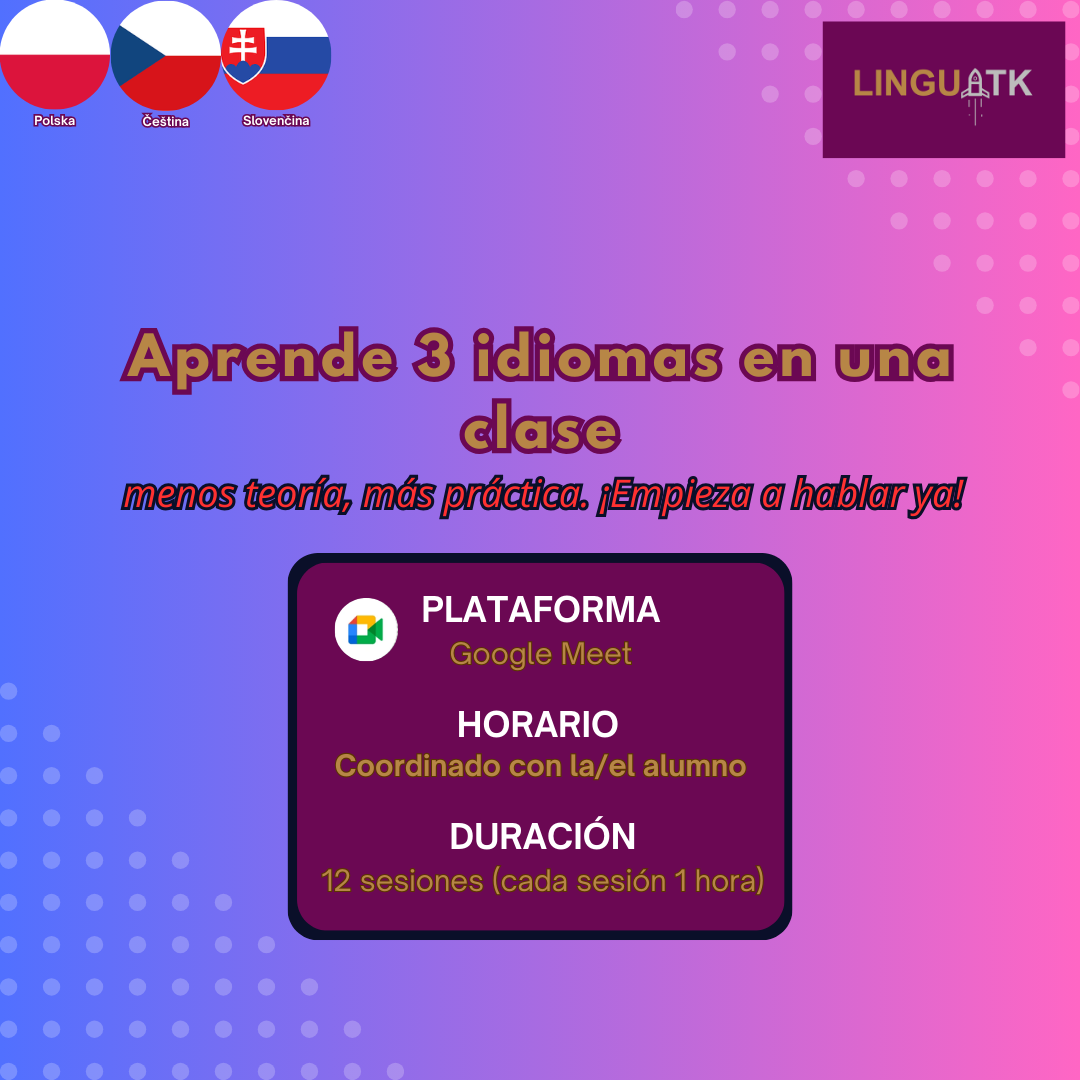 Polska
Čeština
Slovenčina
LINGUATK
Aprende 3 idiomas en una
clase
menos teoría, más práctica. ¡Empieza a hablar ya!
PLATAFORMA
Google Meet
HORARIO
Coordinado con la/el alumno
DURACIÓN
12 sesiones (cada sesión 1 hora)